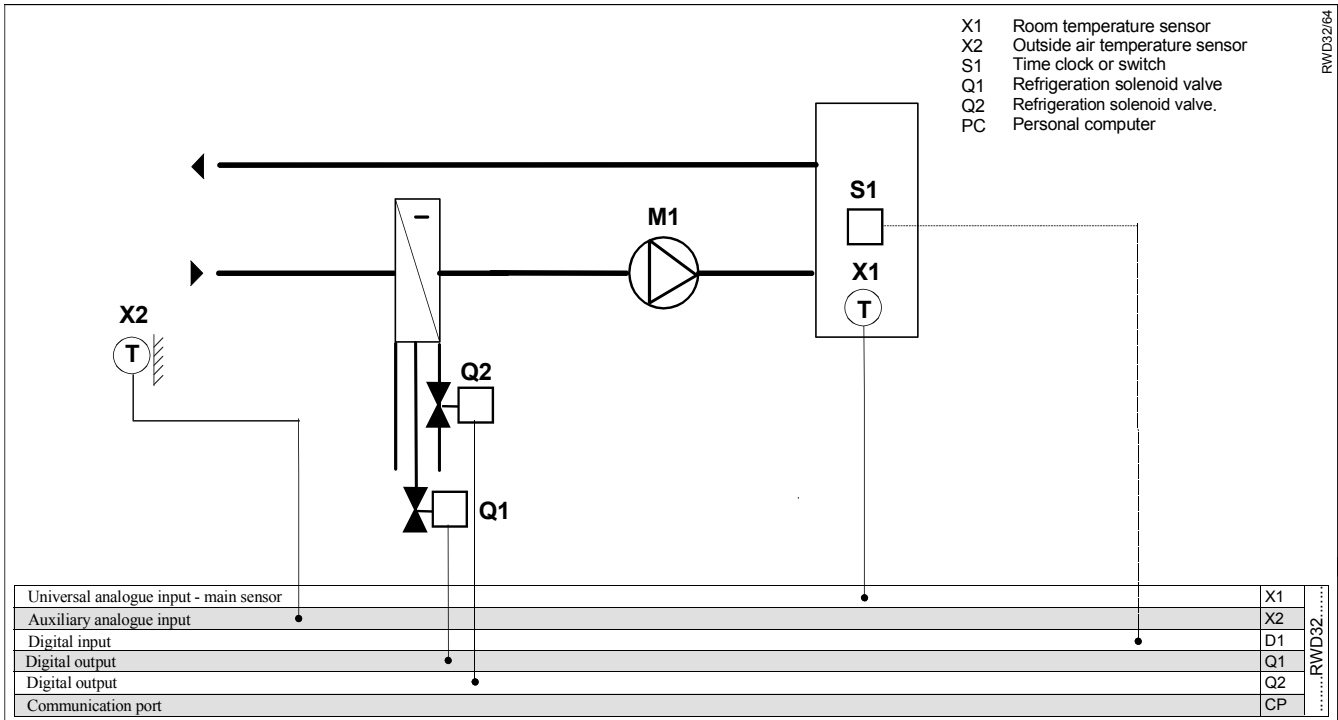 X1 Room temperature sensor
X2 Outside air temperature sensor
S1 Time clock or switch
Q1 Refrigeration solenoid valve
Q2 Refrigeration solenoid valve.
PC Personal computer
RWD32/64
S1
M1
X1
T
X2
T
Q2
Q1
Universal analogue input - main sensor X1
Auxiliary analogue input X2
Digital input D1
Digital output Q1
Digital output Q2
Communication port CP
.......RWD32.......